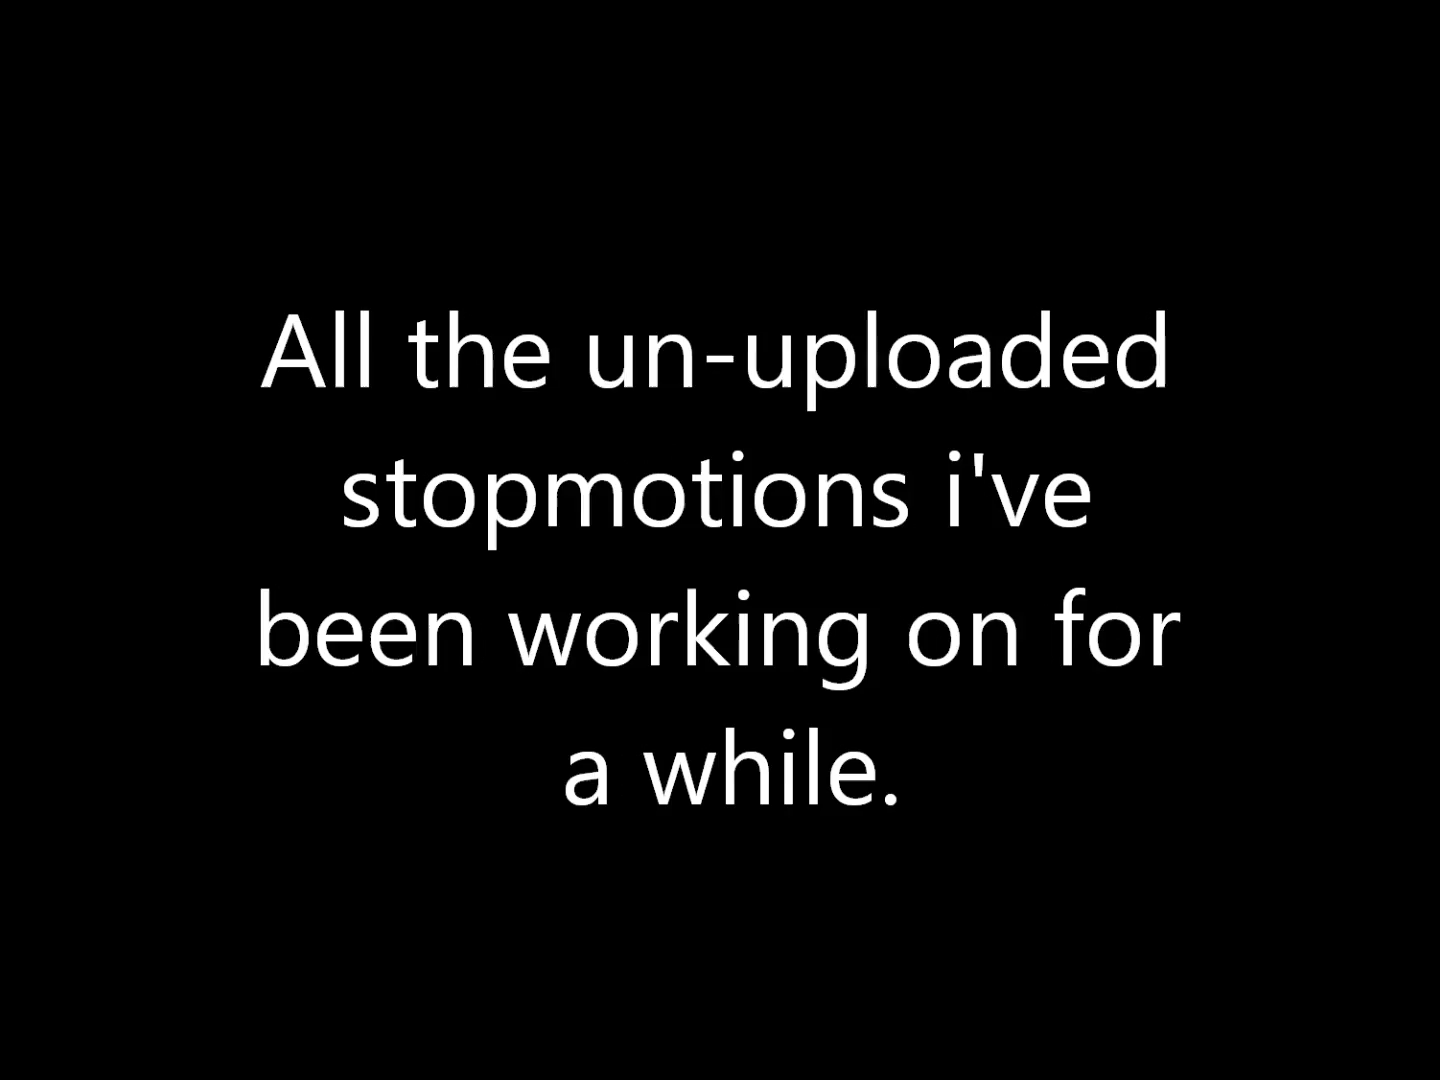 All the un-uploaded
stopmotions i've
been working on for
a while.